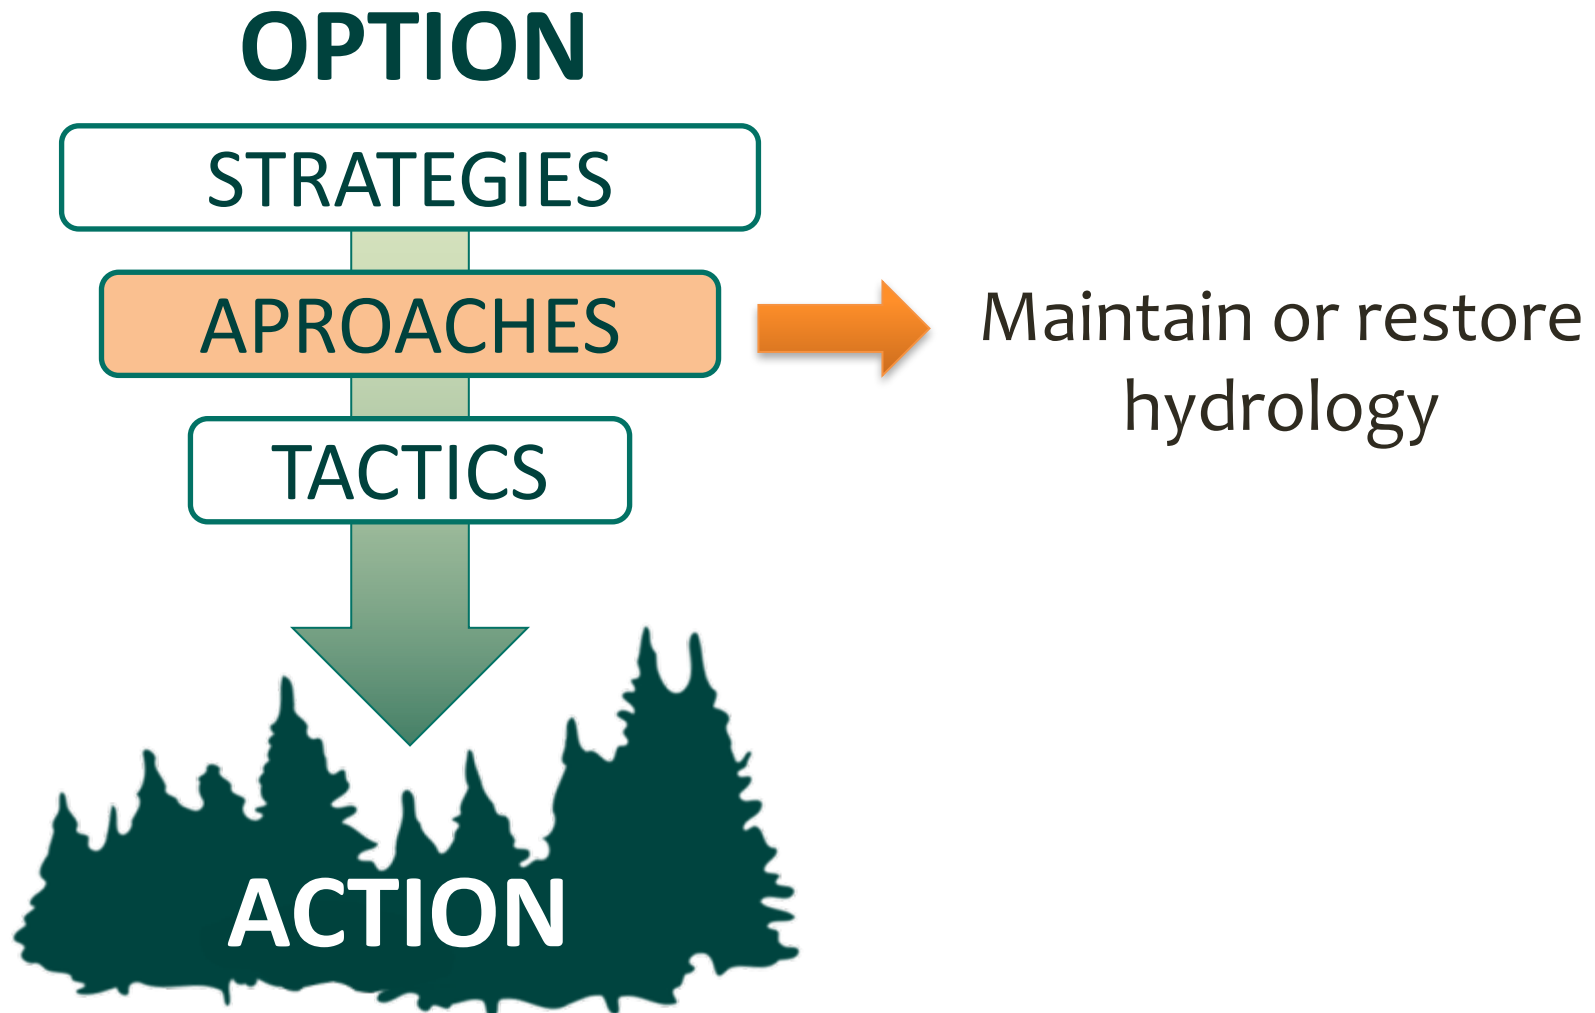 OPTION
STRATEGIES
APROACHES
TACTICS
ACTION
Maintain or restore
hydrology